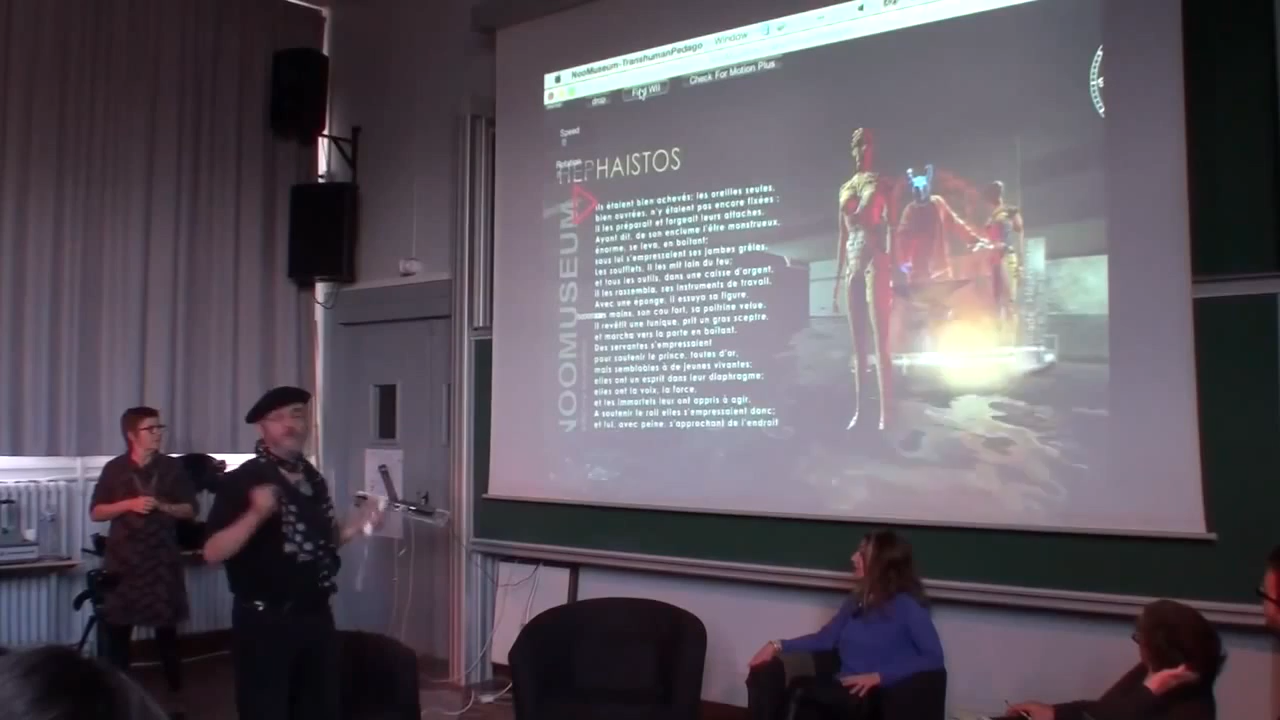 NooMuseum-TranshumanPedago Window
drop Find Wii Check For Motion Plus
Speed
Rotation
HEPHAISTOS
NOOMUSEUM
Ils étaient bien achevés; les oreilles seules,
bien ouvrées, n'y étaient pas encore fixées :
il les préparait et forgeait leurs attaches.
Ayant dit, de son enclume l'être monstrueux,
énorme, se leva, en boitant;
sous lui s'empressaient ses jambes grêles.
Les soufflets, il les mit loin du feu;
et tous les outils, dans une caisse d'argent,
il les rassembla, ses instruments de travail.
Avec une éponge, il essuya sa figure,
mains, son cou fort, sa poitrine velue,
il revêtit une tunique, prit un gros sceptre,
et marcha vers la porte en boitant.
Des servantes s'empressaient
pour soutenir le prince, toutes d'or,
mais semblables à de jeunes vivantes;
elles ont un esprit dans leur diaphragme;
elles ont la voix, la force,
et les immortels leur ont appris à agir.
A soutenir le roi elles s'empressaient donc;
et lui, avec peine, s'approchant de l'endroit